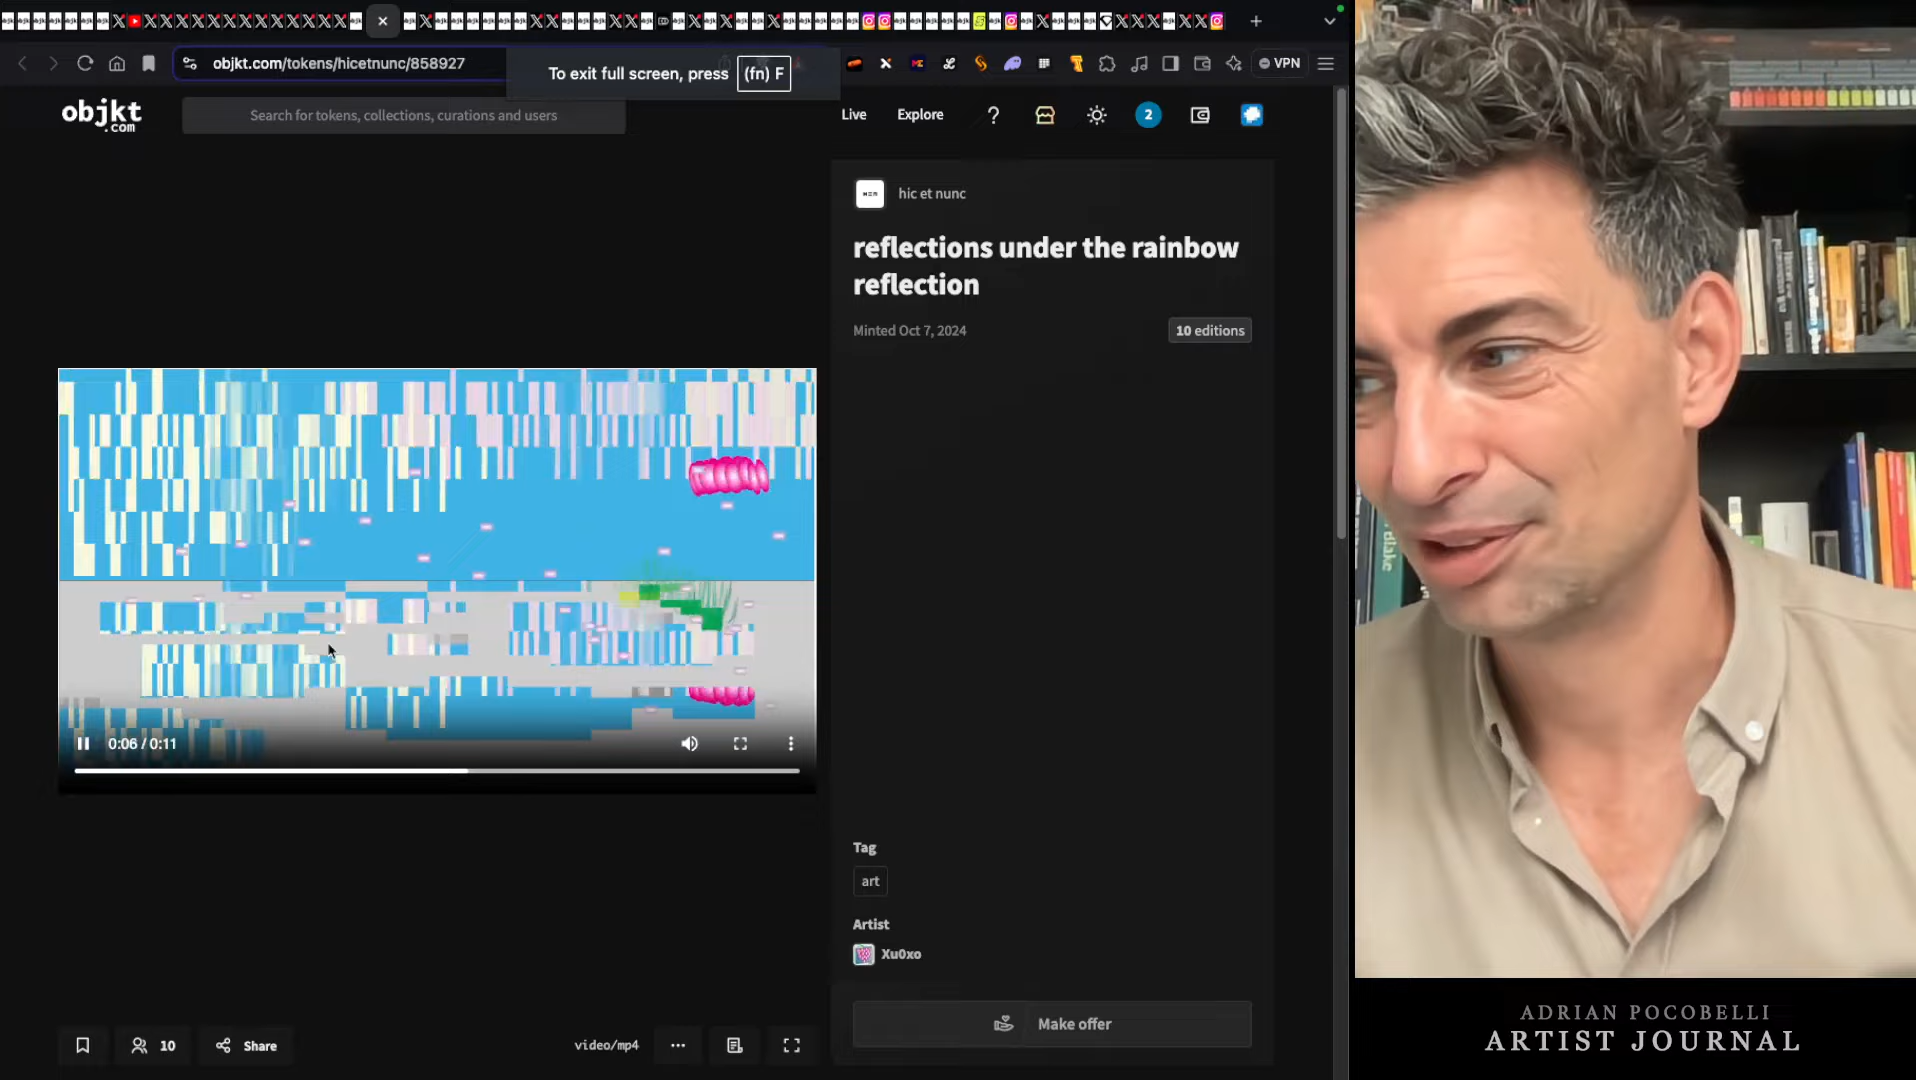 objkt.com/tokens/hicetnunc/858927
To exit full screen, press (fn) F
VPN
objkt
.com
Search for tokens, collections, curations and users
Live
Explore
?
2
hic et nunc
reflections under the rainbow
reflection
Minted Oct 7, 2024
10 editions
0:06 / 0:11
Tag
art
Artist
Xu0xo
Make offer
10
Share
video/mp4
Blake
ADRIAN POCOBELLI
ARTIST JOURNAL